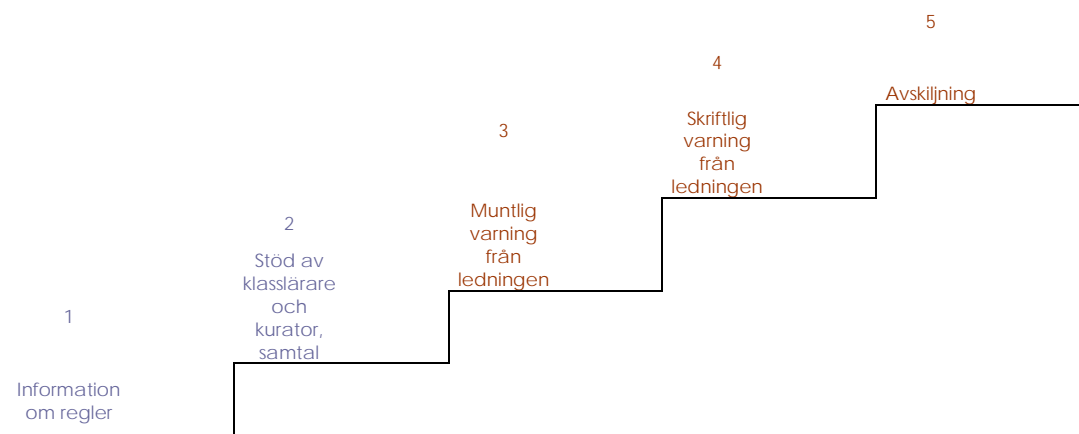 1
Information
om regler
2
Stöd av
klasslärare
och
kurator,
samtal
3
Muntlig
varning
från
ledningen
4
Skriftlig
varning
från
ledningen
5
Avskiljning